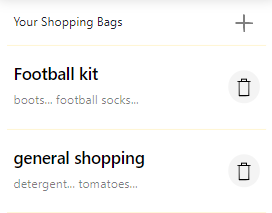 Your Shopping Bags
Football kit
boots... football socks...
general shopping
detergent... tomatoes...